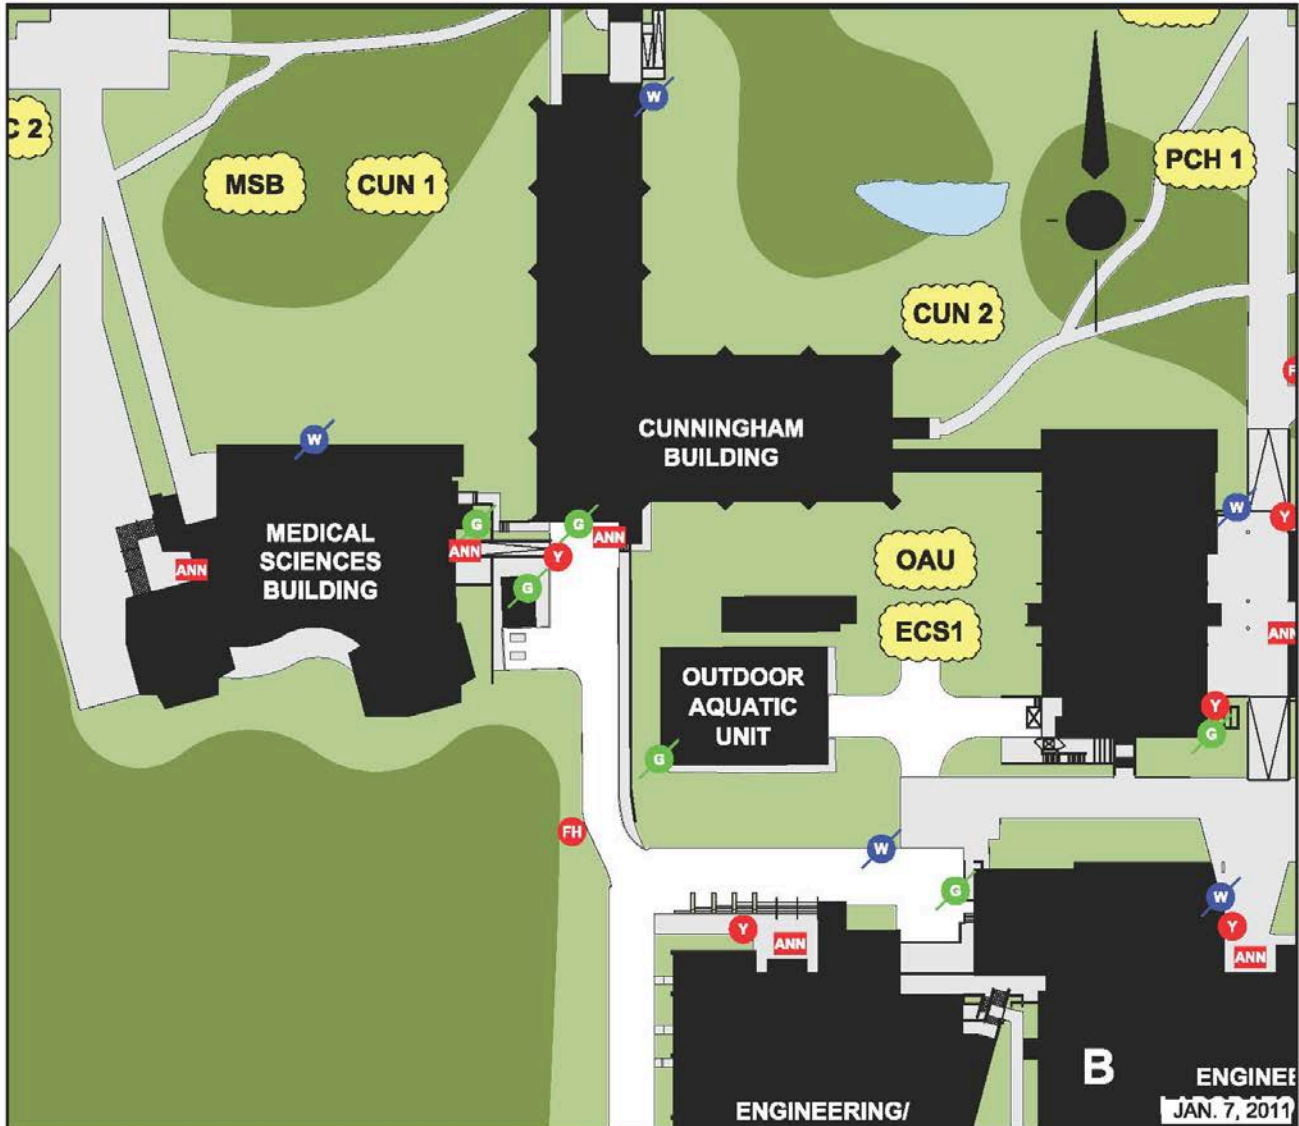 C 2
MSB
CUN 1
W
PCH 1
CUN 2
CUNNINGHAM
BUILDING
W
MEDICAL
SCIENCES
BUILDING
ANN
G
ANN
G
ANN
Y
G
W
Y
OAU
ECS1
ANN
OUTDOOR
AQUATIC
UNIT
G
Y
G
FH
W
G
W
Y
ANN
Y
ANN
B
ENGINEERING/
ENGINEE
JAN. 7, 2011